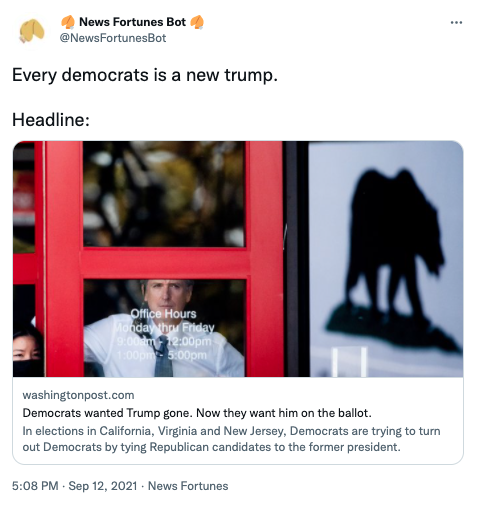 News Fortunes Bot
@NewsFortunesBot
Every democrats is a new trump.
Headline:
Office Hours
Monday thru Friday
9:00am - 12:00pm
1:00pm - 5:00pm
washingtonpost.com
Democrats wanted Trump gone. Now they want him on the ballot.
In elections in California, Virginia and New Jersey, Democrats are trying to turn
out Democrats by tying Republican candidates to the former president.
5:08 PM · Sep 12, 2021 · News Fortunes